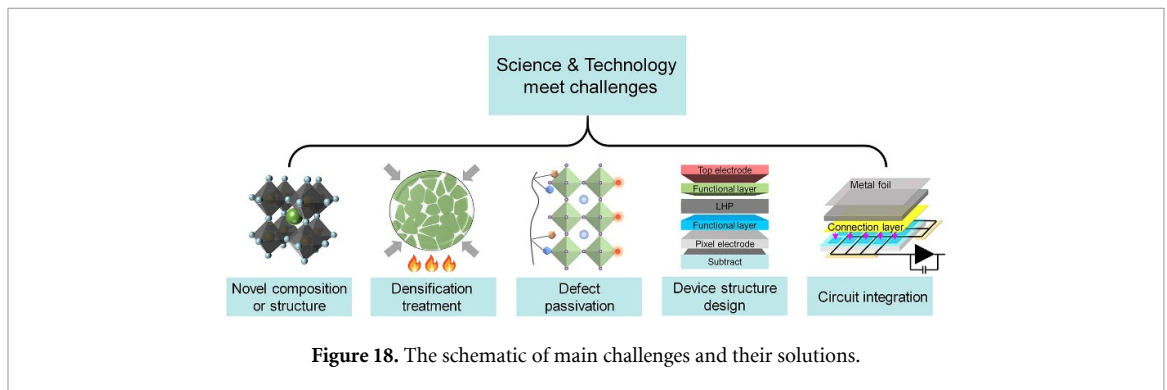 Science & Technology
meet challenges
Top electrode
Functional layer
LHP
Functional layer
Pixel electrode
Subtract
Metal foil
Connection layer
Novel composition
or structure
Densification
treatment
Defect
passivation
Device structure
design
Circuit integration
Figure 18. The schematic of main challenges and their solutions.